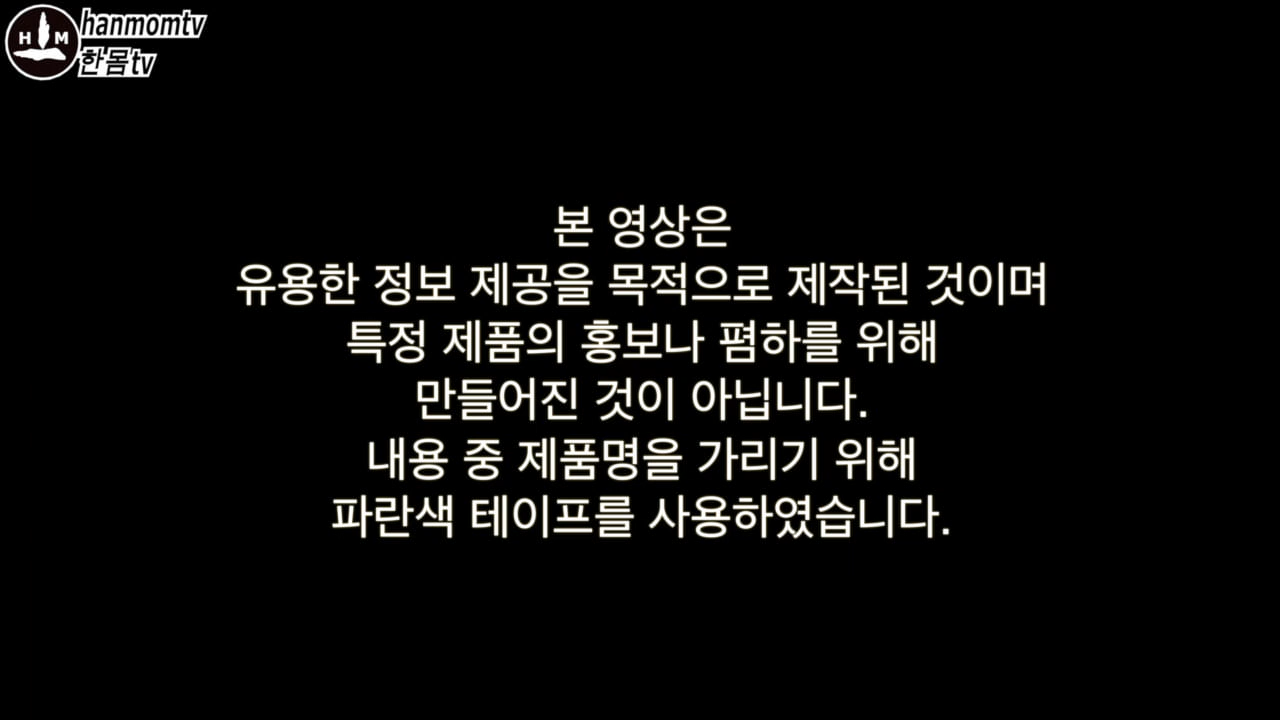 H M
hanmomtv
한몸tv
본 영상은
유용한 정보 제공을 목적으로 제작된 것이며
특정 제품의 홍보나 폄하를 위해
만들어진 것이 아닙니다.
내용 중 제품명을 가리기 위해
파란색 테이프를 사용하였습니다.